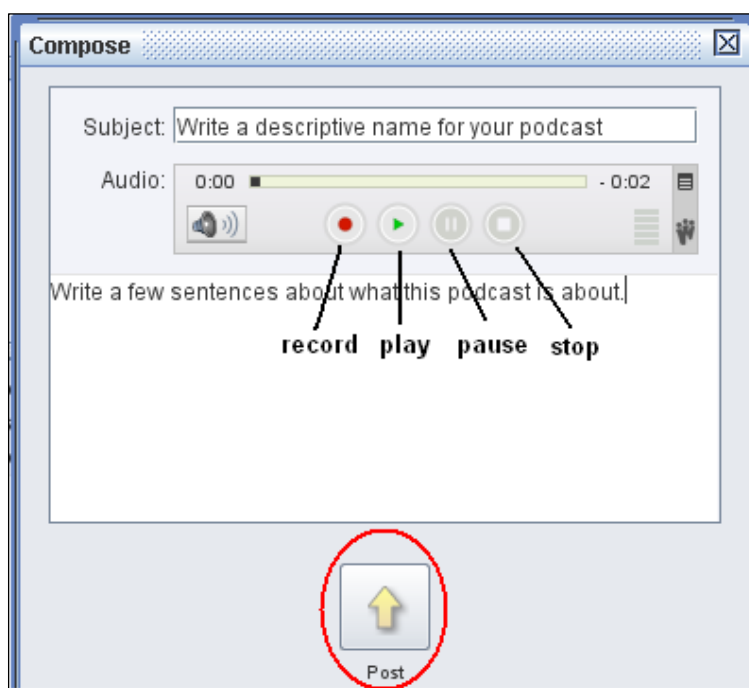 Compose
Subject: Write a descriptive name for your podcast
Audio: 0:00 - 0:02
Write a few sentences about what this podcast is about.
record play pause stop
Post